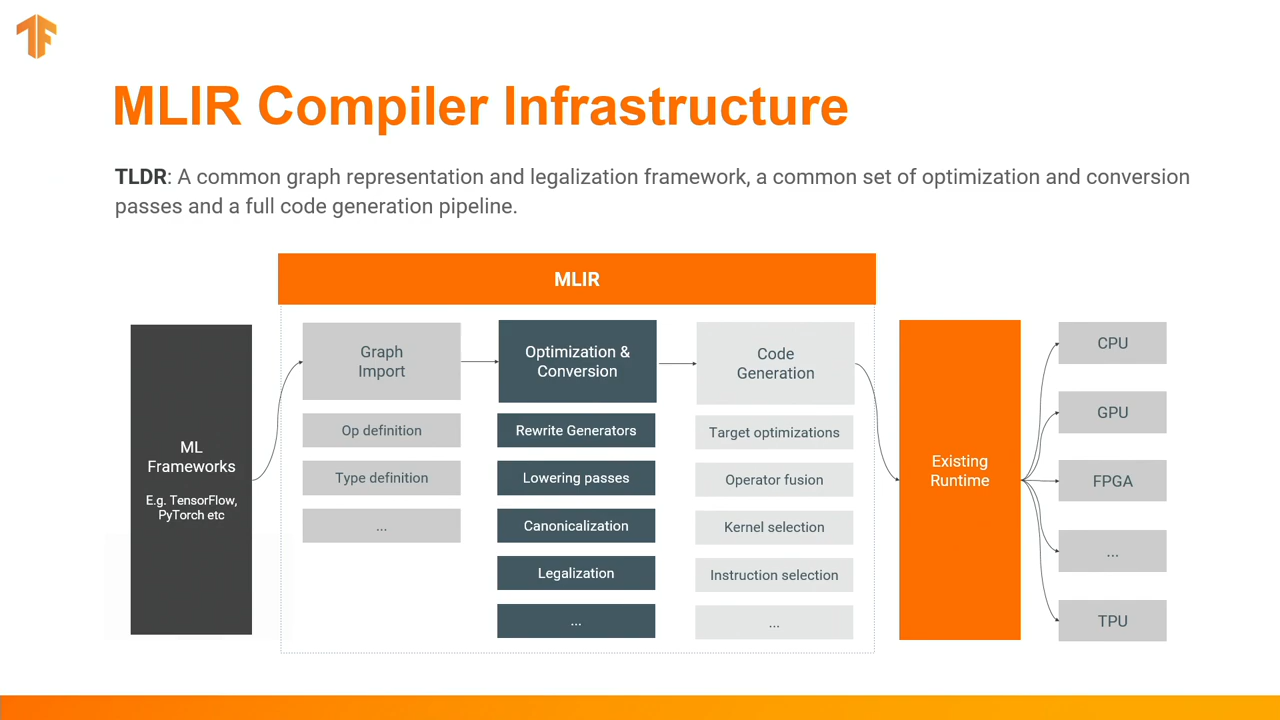 MLIR Compiler Infrastructure
TLDR: A common graph representation and legalization framework, a common set of optimization and conversion
passes and a full code generation pipeline.
MLIR
ML
Frameworks
E.g. TensorFlow,
PyTorch etc
Graph
Import
Op definition
Type definition
...
Optimization &
Conversion
Rewrite Generators
Lowering passes
Canonicalization
Legalization
...
Code
Generation
Target optimizations
Operator fusion
Kernel selection
Instruction selection
...
Existing
Runtime
CPU
GPU
FPGA
...
TPU